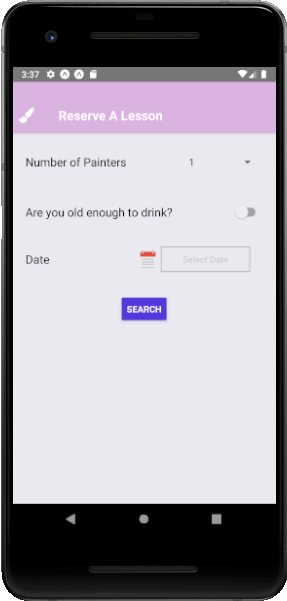 3:37
Reserve A Lesson
Number of Painters 1
Are you old enough to drink?
Date Select Date
SEARCH